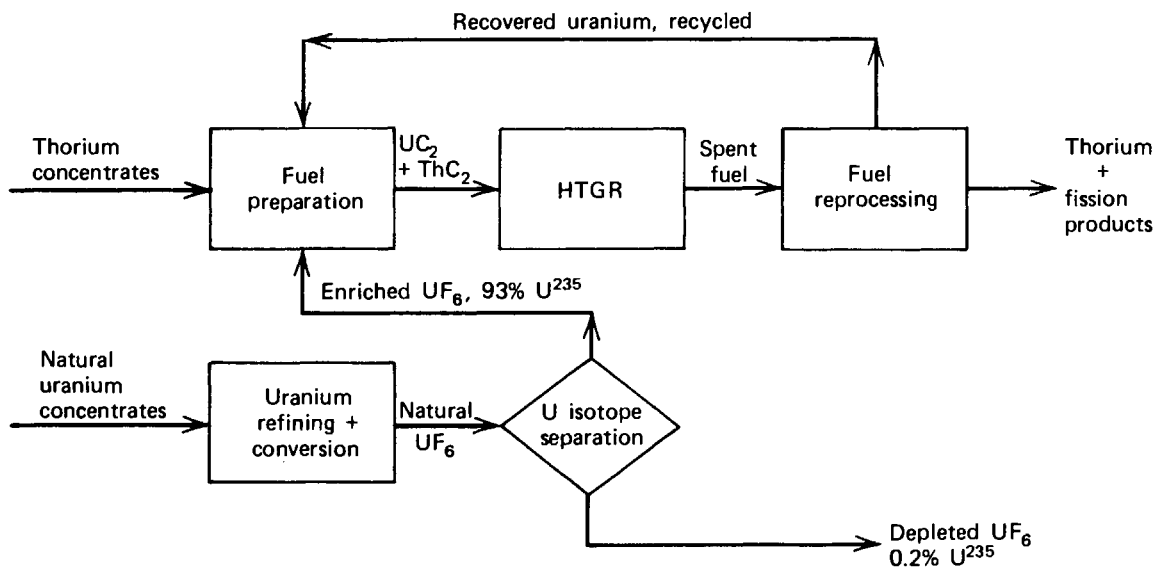 Recovered uranium, recycled
Thorium
concentrates
Fuel
preparation
UC₂
+ ThC₂
HTGR
Spent
fuel
Fuel
reprocessing
Thorium
+
fission
products
Enriched UF₆, 93% U²³⁵
Natural
uranium
concentrates
Uranium
refining +
conversion
Natural
UF₆
U isotope
separation
Depleted UF₆
0.2% U²³⁵